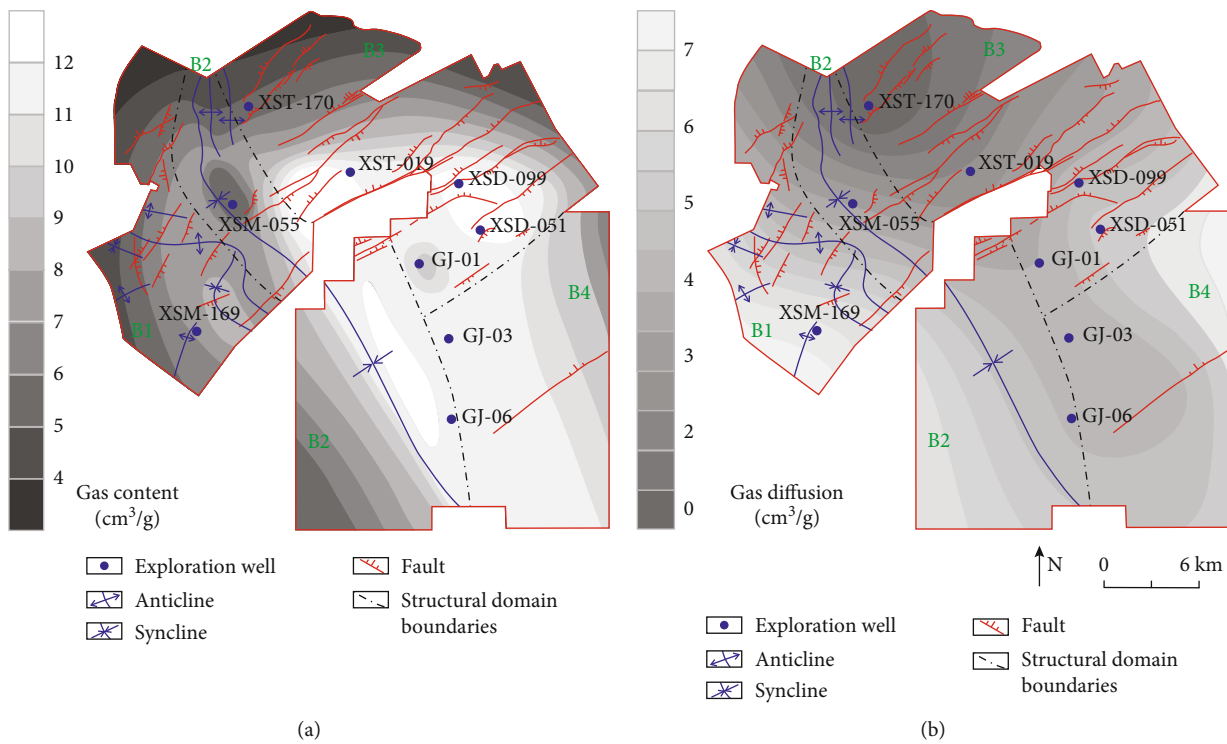 12
11
10
9
8
7
6
5
4
Gas content
(cm3/g)
B2
B3
XST-170
XST-019
XSD-099
XSM-055
XSD-051
GJ-01
B4
XSM-169
B1
GJ-03
GJ-06
B2
Exploration well
Anticline
Syncline
Fault
Structural domain
boundaries
(a)
7
6
5
4
3
2
0
Gas diffusion
(cm3/g)
B2
B3
XST-170
XST-019
XSD-099
XSM-055
XSD-051
GJ-01
B4
XSM-169
B1
GJ-03
GJ-06
B2
N
0
6 km
Exploration well
Anticline
Syncline
Fault
Structural domain
boundaries
(b)